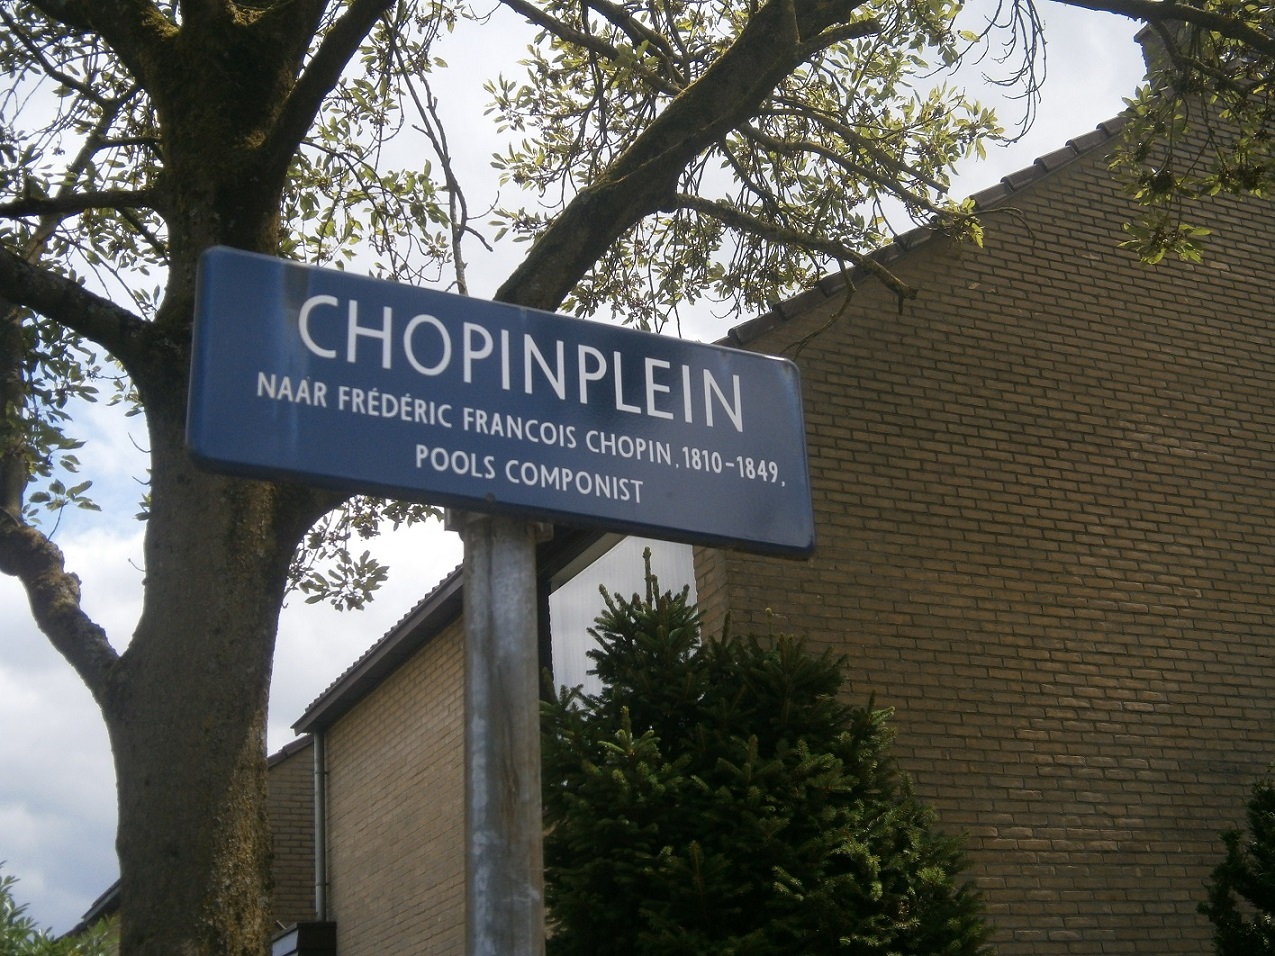 CHOPINPLEIN
NAAR FRÉDÉRIC FRANCOIS CHOPIN. 1810-1849,
POOLS COMPONIST